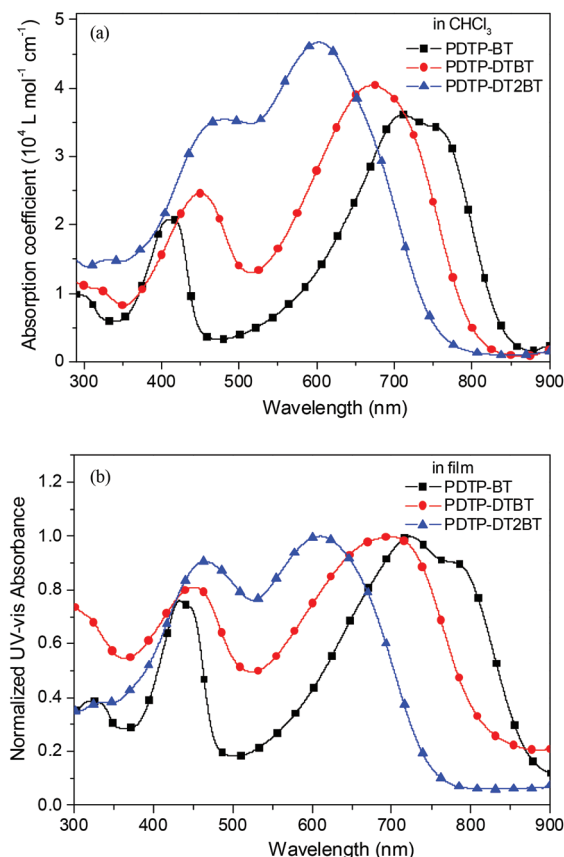 (a)
in CHCl3
PDTP-BT
PDTP-DTBT
PDTP-DT2BT
Absorption coefficient (10^4 L mol^-1 cm^-1)
5
4
3
2
1
0
300 400 500 600 700 800 900
Wavelength (nm)
(b)
in film
PDTP-BT
PDTP-DTBT
PDTP-DT2BT
Normalized UV-vis Absorbance
1.2
1.0
0.8
0.6
0.4
0.2
0.0
300 400 500 600 700 800 900
Wavelength (nm)